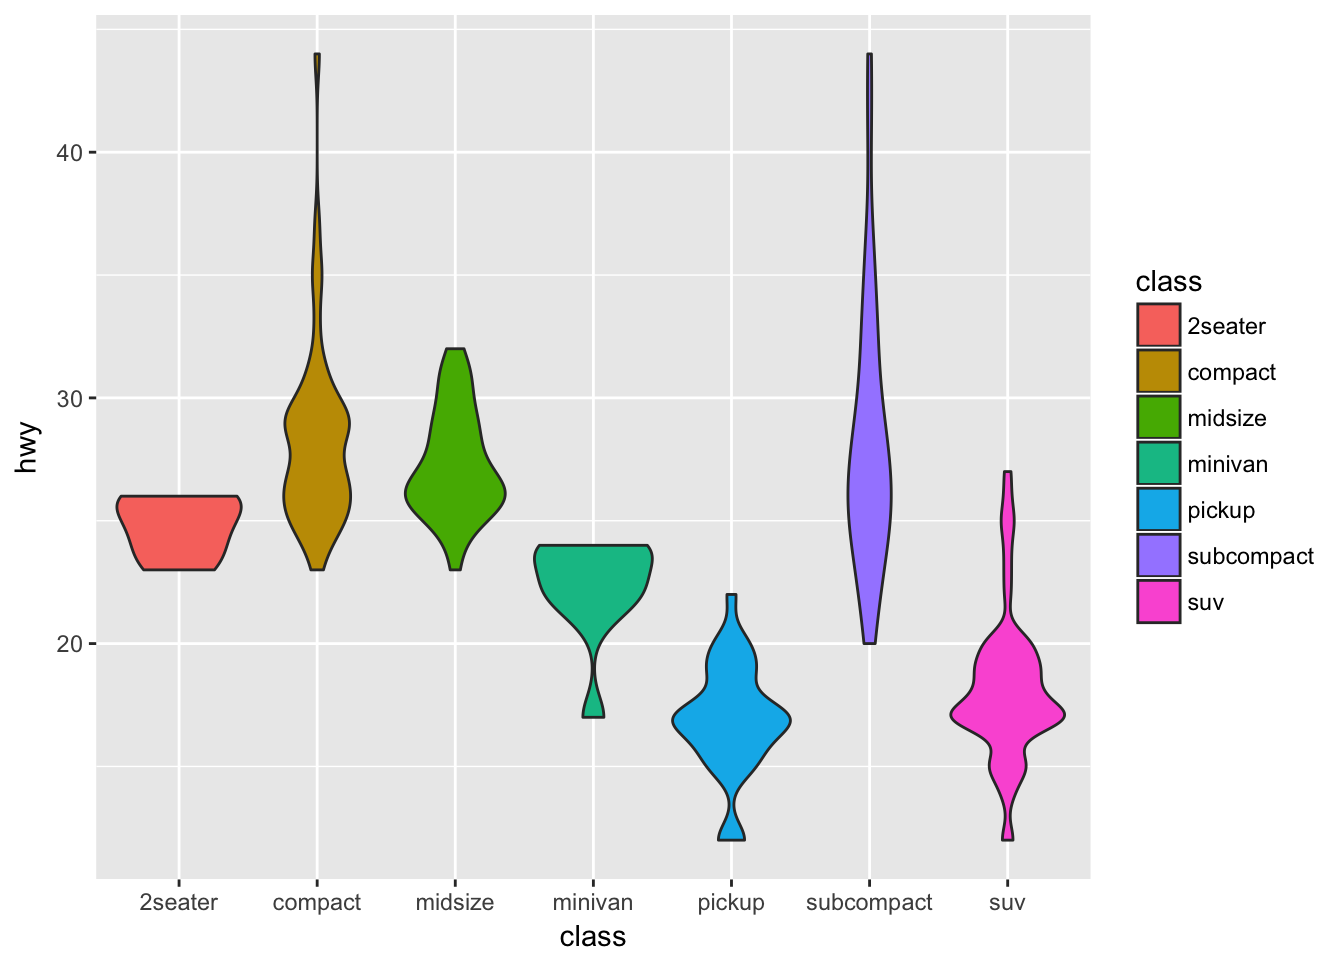 hwy
40
30
20
2seater compact midsize minivan pickup subcompact suv
class
class
2seater
compact
midsize
minivan
pickup
subcompact
suv